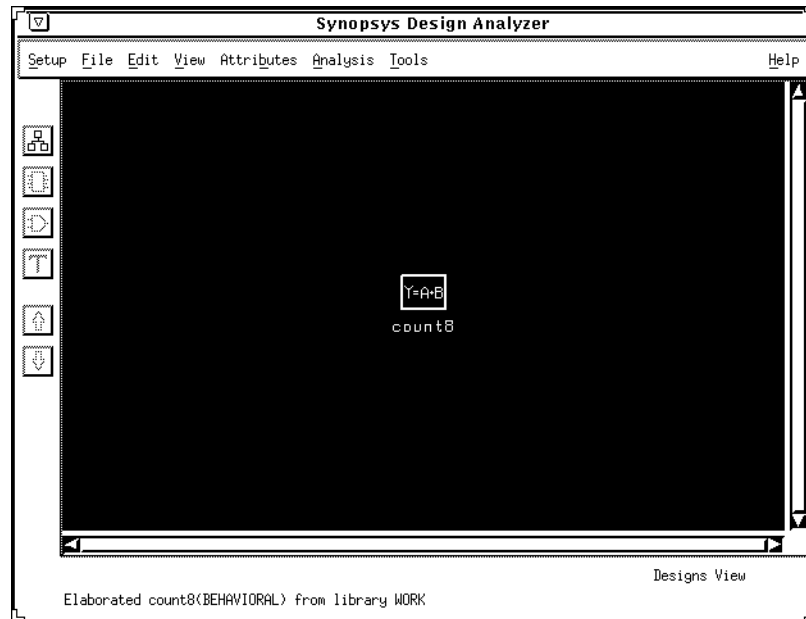 Synopsys Design Analyzer
Setup File Edit View Attributes Analysis Tools Help
T
Y=A+B
count8
Designs View
Elaborated count8(BEHAVIORAL) from library WORK